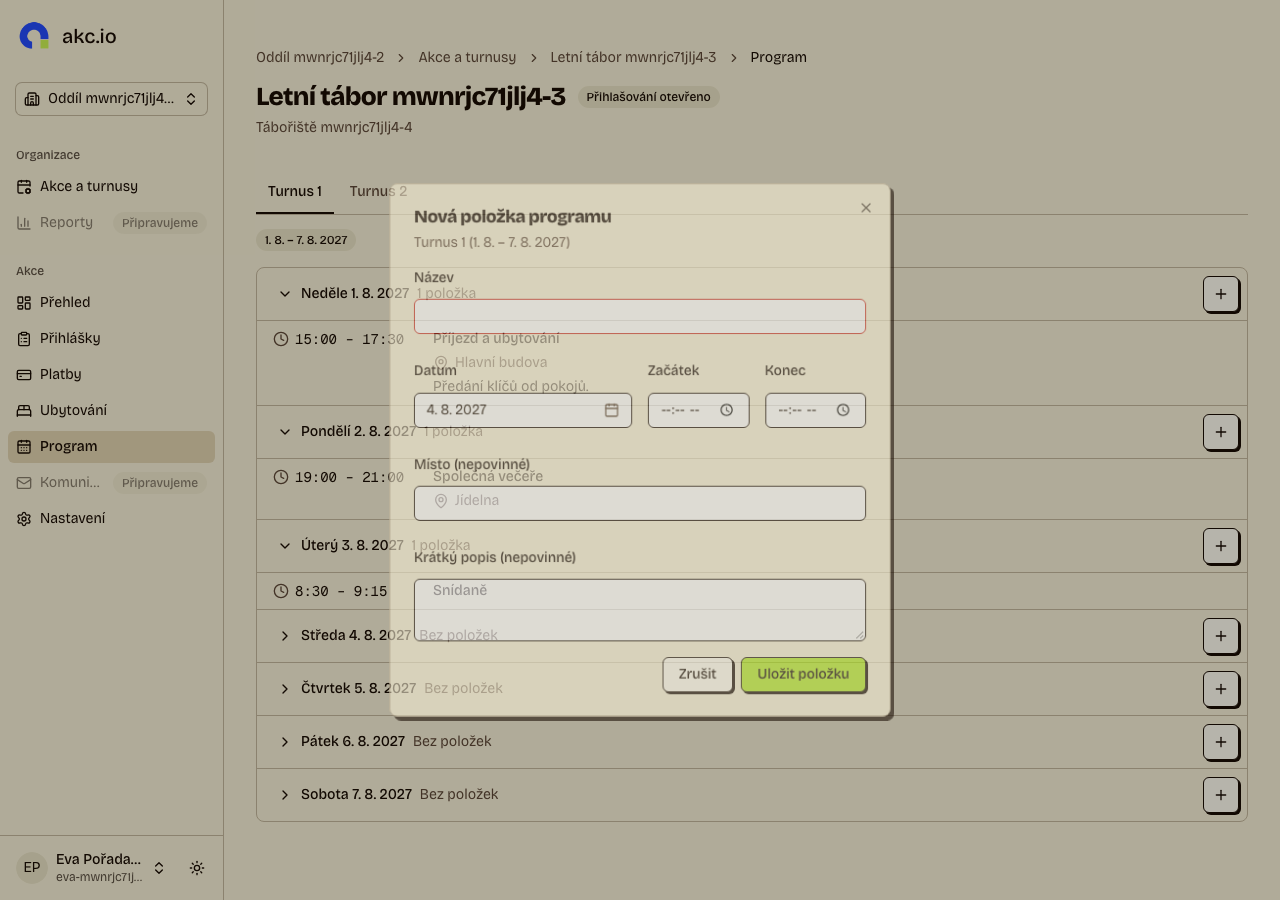 akc.io
Oddíl mwnrjc71jlj4...
Organizace
Akce a turnusy
Reporty
Připravujeme
Akce
Přehled
Přihlášky
Platby
Ubytování
Program
Komuni...
Připravujeme
Nastavení
EP
Eva Pořada...
eva-mwnrjc71j...
Oddíl mwnrjc71jlj4-2 > Akce a turnusy > Letní tábor mwnrjc71jlj4-3 > Program
Letní tábor mwnrjc71jlj4-3
Přihlašování otevřeno
Tábořiště mwnrjc71jlj4-4
Turnus 1
Turnus 2
1. 8. – 7. 8. 2027
Neděle 1. 8. 2027 1 položka
15:00 – 17:30
Příjezd a ubytování
Hlavní budova
Předání klíčů od pokojů.
Pondělí 2. 8. 2027 1 položka
19:00 – 21:00
Společná večeře
Jídelna
Úterý 3. 8. 2027 1 položka
8:30 – 9:15
Snídaně
Středa 4. 8. 2027 Bez položek
Čtvrtek 5. 8. 2027 Bez položek
Pátek 6. 8. 2027 Bez položek
Sobota 7. 8. 2027 Bez položek
Nová položka programu
Turnus 1 (1. 8. – 7. 8. 2027)
Název
Datum
Začátek
Konec
4. 8. 2027
--:-- --
--:-- --
Místo (nepovinné)
Krátký popis (nepovinné)
Zrušit
Uložit položku